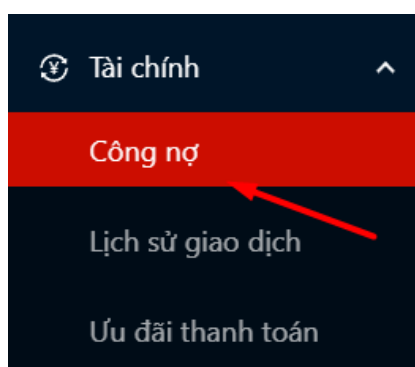 Tài chính
Công nợ
Lịch sử giao dịch
Ưu đãi thanh toán